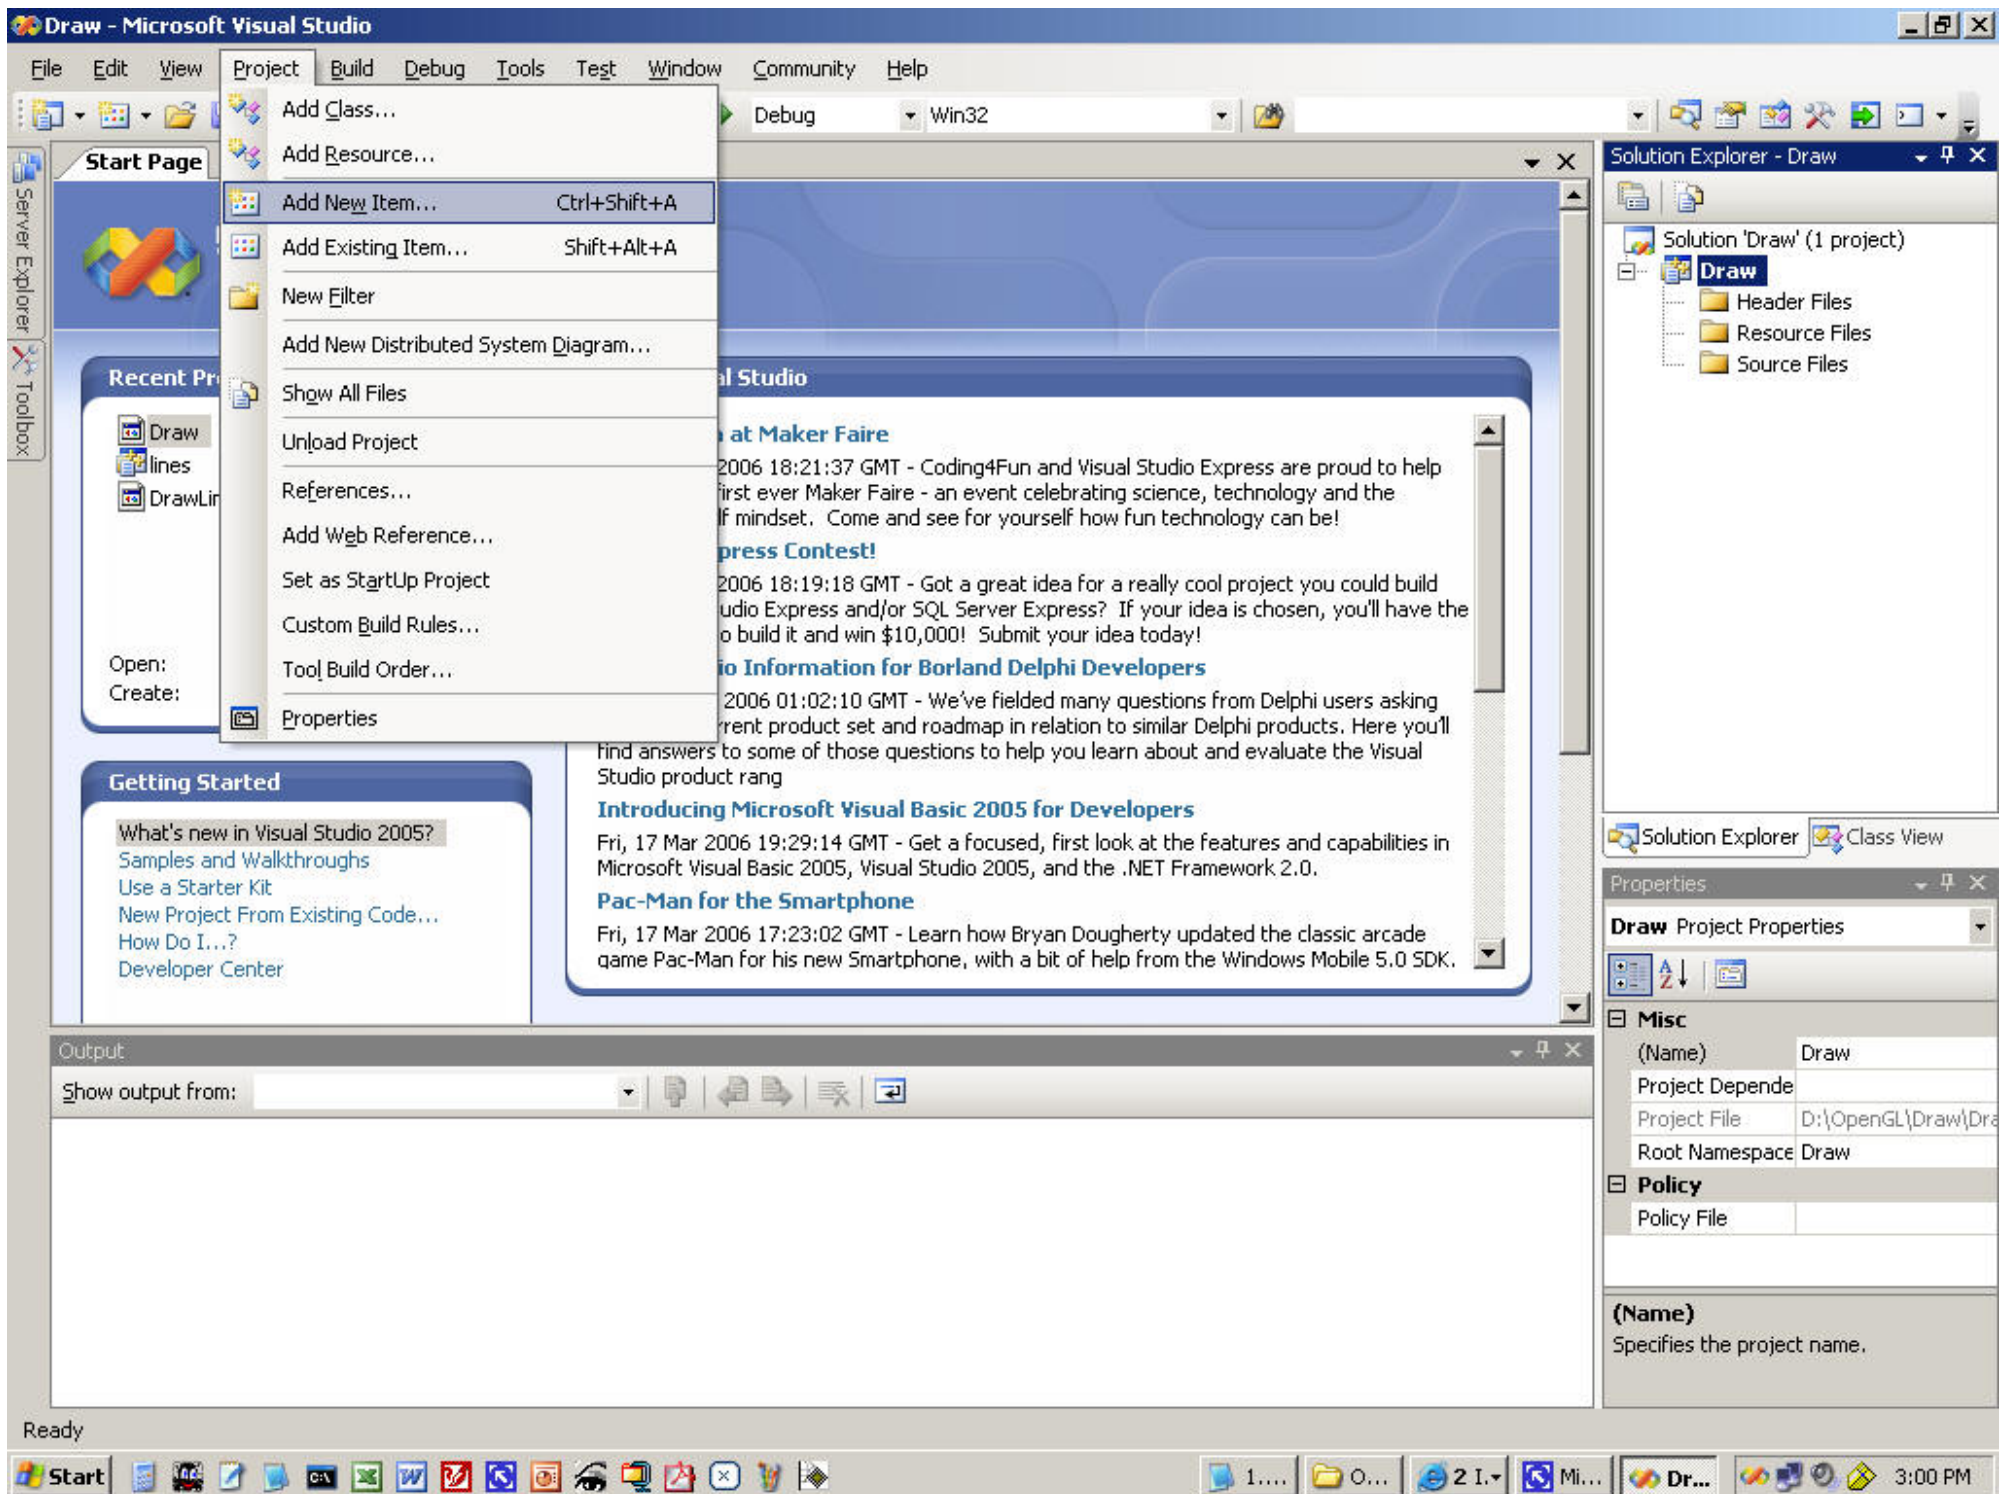 Draw - Microsoft Visual Studio
File Edit View Project Build Debug Tools Test Window Community Help
Debug Win32
Add Class...
Add Resource...
Add New Item... Ctrl+Shift+A
Add Existing Item... Shift+Alt+A
New Filter
Add New Distributed System Diagram...
Show All Files
Unload Project
References...
Add Web Reference...
Set as StartUp Project
Custom Build Rules...
Tool Build Order...
Properties
Server Explorer
Toolbox
Start Page
Recent Pr
Draw
lines
DrawLin
Open:
Create:
Getting Started
What's new in Visual Studio 2005?
Samples and Walkthroughs
Use a Starter Kit
New Project From Existing Code...
How Do I...?
Developer Center
l Studio
at Maker Faire
2006 18:21:37 GMT - Coding4Fun and Visual Studio Express are proud to help
first ever Maker Faire - an event celebrating science, technology and the
lf mindset. Come and see for yourself how fun technology can be!
press Contest!
2006 18:19:18 GMT - Got a great idea for a really cool project you could build
udio Express and/or SQL Server Express? If your idea is chosen, you'll have the
o build it and win $10,000! Submit your idea today!
io Information for Borland Delphi Developers
2006 01:02:10 GMT - We've fielded many questions from Delphi users asking
rrent product set and roadmap in relation to similar Delphi products. Here you'll
find answers to some of those questions to help you learn about and evaluate the Visual
Studio product rang
Introducing Microsoft Visual Basic 2005 for Developers
Fri, 17 Mar 2006 19:29:14 GMT - Get a focused, first look at the features and capabilities in
Microsoft Visual Basic 2005, Visual Studio 2005, and the .NET Framework 2.0.
Pac-Man for the Smartphone
Fri, 17 Mar 2006 17:23:02 GMT - Learn how Bryan Dougherty updated the classic arcade
game Pac-Man for his new Smartphone, with a bit of help from the Windows Mobile 5.0 SDK.
Output
Show output from:
Solution Explorer - Draw
Solution 'Draw' (1 project)
Draw
Header Files
Resource Files
Source Files
Solution Explorer Class View
Properties
Draw Project Properties
Misc
(Name) Draw
Project Depende
Project File D:\OpenGL\Draw\Dra
Root Namespace Draw
Policy
Policy File
(Name)
Specifies the project name.
Ready
Start 1.... O... 2 I. Mi... Dr... 3:00 PM